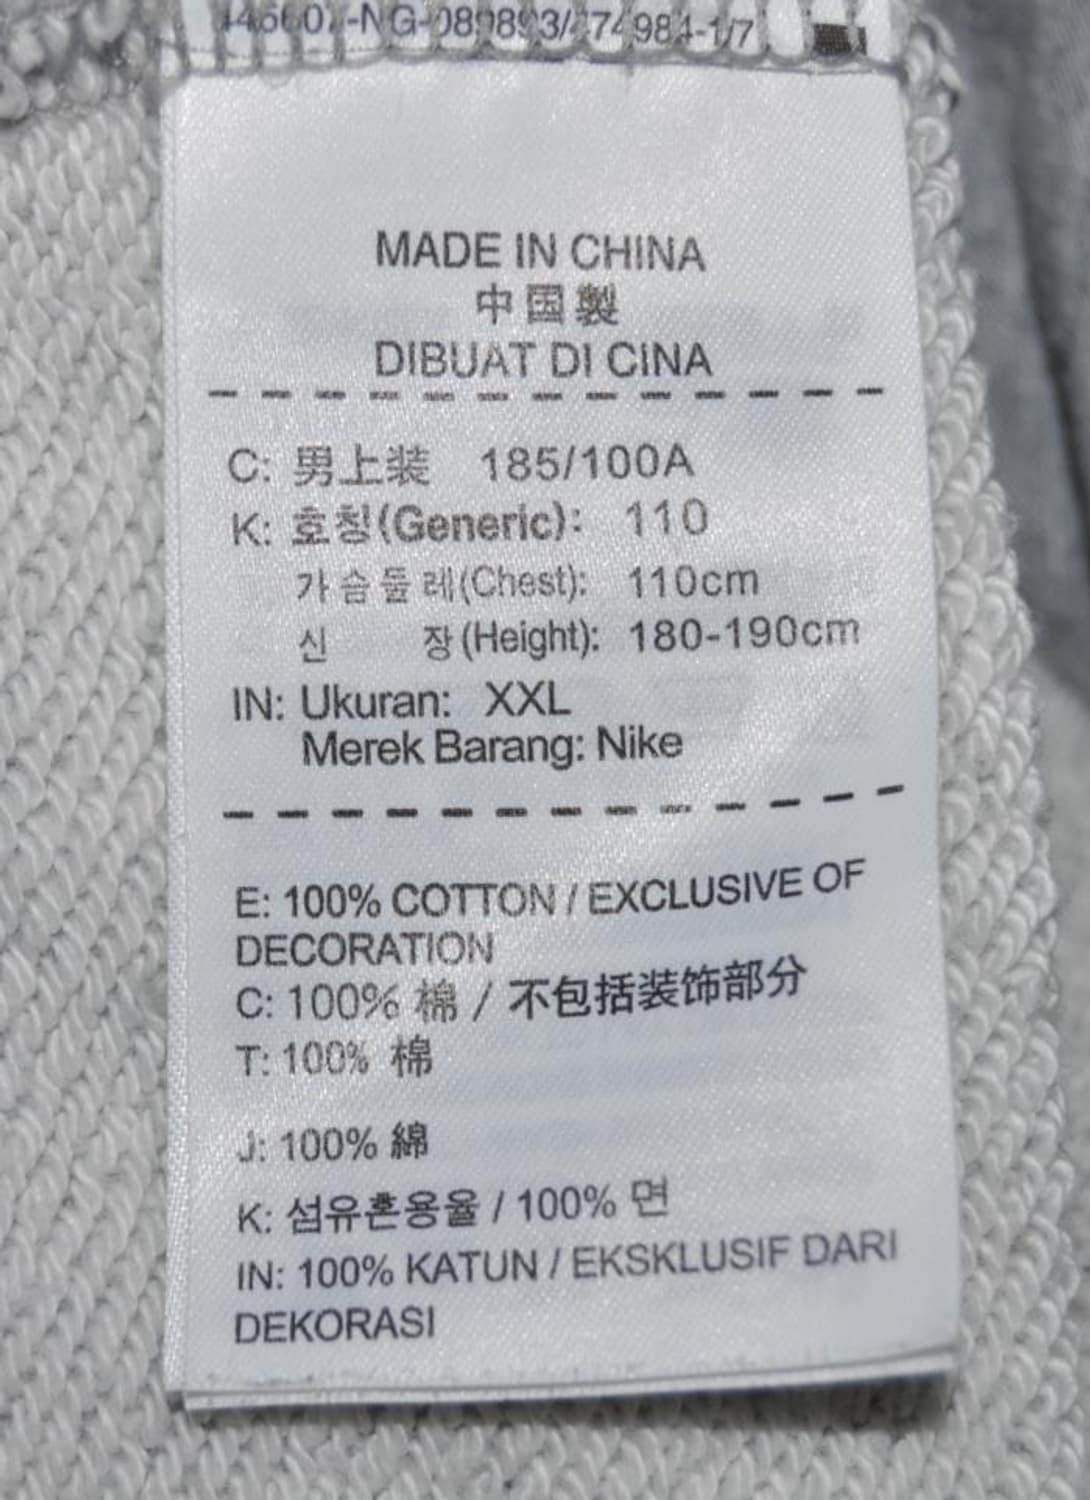 MADE IN CHINA
中国製
DIBUAT DI CINA
C: 男上装 185/100A
K: 호칭(Generic): 110
가슴둘레(Chest): 110cm
신 장(Height): 180-190cm
IN: Ukuran: XXL
Merek Barang: Nike
E: 100% COTTON / EXCLUSIVE OF
DECORATION
C: 100% 棉 / 不包括装饰部分
T: 100% 棉
J: 100% 綿
K: 섬유혼용율 / 100% 면
IN: 100% KATUN / EKSKLUSIF DARI
DEKORASI